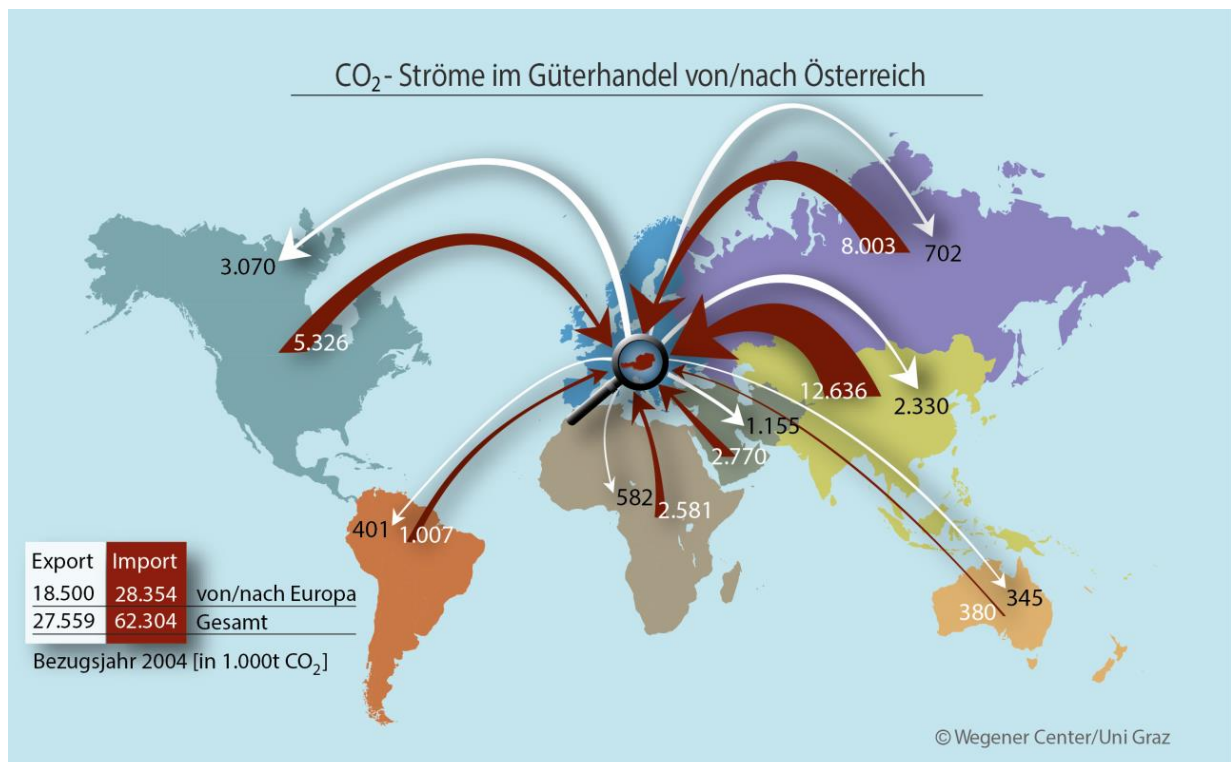 CO₂- Ströme im Güterhandel von/nach Österreich
8.003
702
3.070
5.326
12.636
2.330
1.155
2.770
582
2.581
401
1.007
380
345
Export Import
18.500 28.354 von/nach Europa
27.559 62.304 Gesamt
Bezugsjahr 2004 [in 1.000t CO₂]
© Wegener Center/Uni Graz